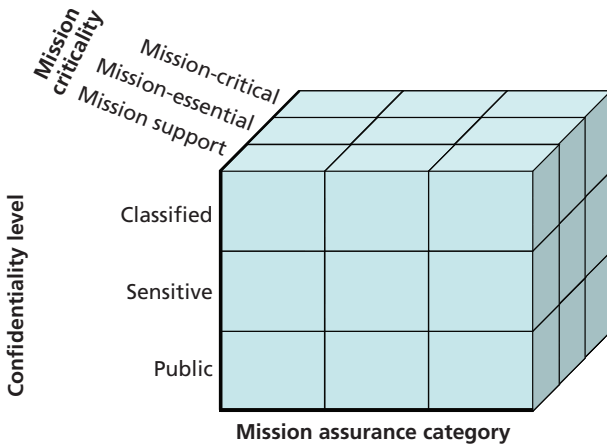 Mission
criticality
Mission-critical
Mission-essential
Mission support
Confidentiality level
Classified
Sensitive
Public
Mission assurance category